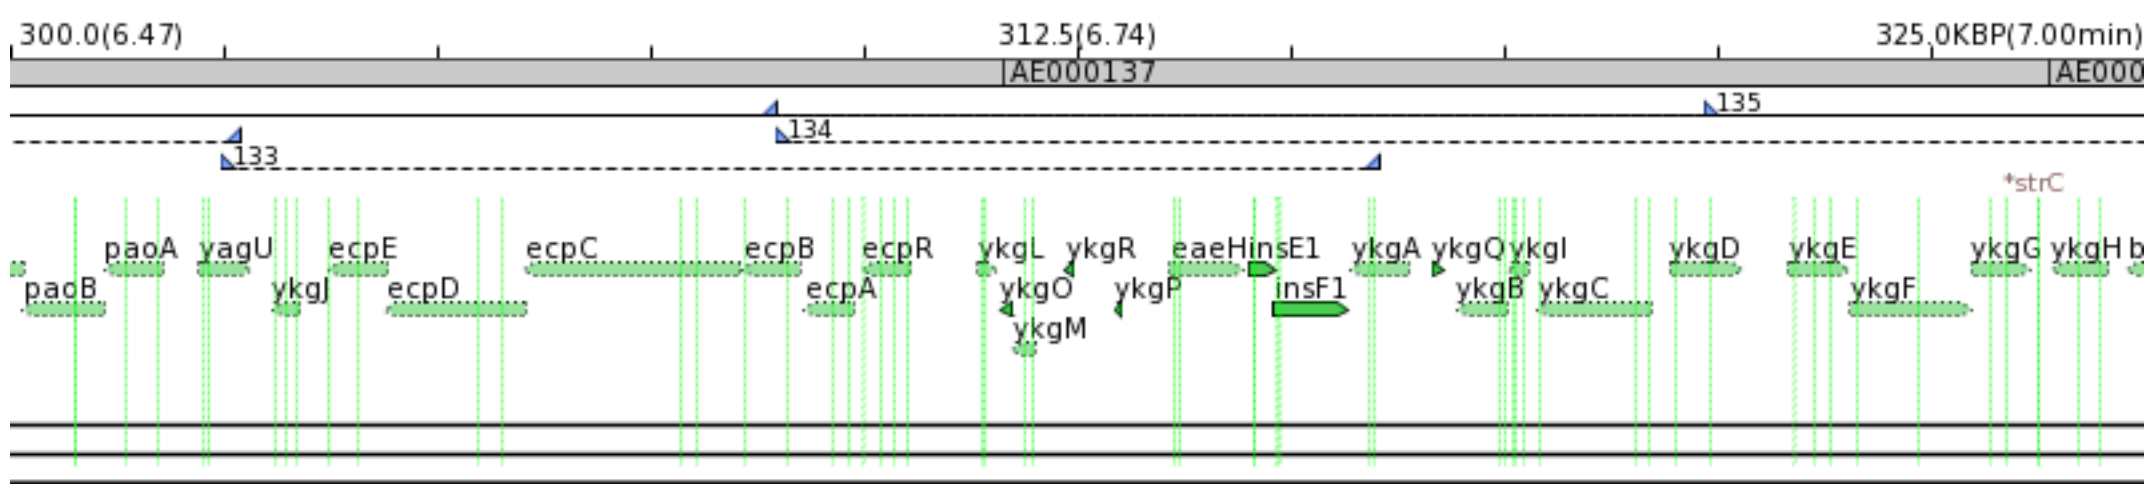 300.0(6.47) 312.5(6.74) 325.0KBP(7.00min)
AE000137 AE000
135
134
133
*strC
paoA yagU ecpE ecpC ecpB ecpR ykgL ykgR eaeH insE1 ykgA ykgQ ykgI ykgD ykgE ykgG ykgH b
paoB ykgJ ecpD ecpA ykgO ykgP insF1 ykgB ykgC ykgF
ykgM